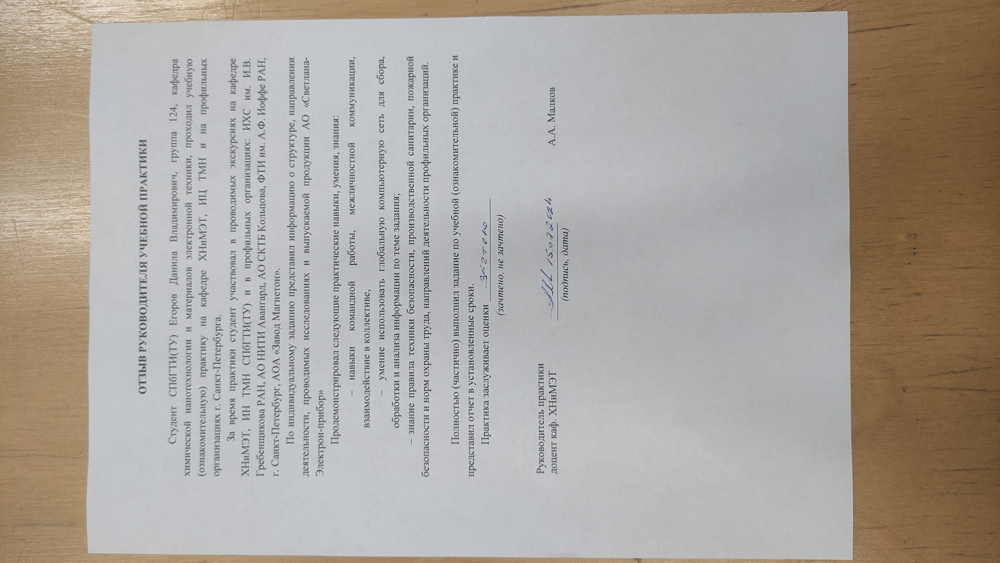 ОТЗЫВ РУКОВОДИТЕЛЯ УЧЕБНОЙ ПРАКТИКИ
Студент СПбГТИ(ТУ) Егоров Данила Владимирович, группа 124, кафедра
химической нанотехнологии и материалов электронной техники, проходил учебную
(ознакомительную) практику на кафедре ХНиМЭТ, ИЦ ТМН и на профильных
организациях г. Санкт-Петербурга.
За время практики студент участвовал в проводимых экскурсиях на кафедре
ХНиМЭТ, ИН ТМН СПбГТИ(ТУ) и в профильных организациях: ИХС им. И.В.
Гребенщикова РАН, АО НИТИ Авангард, АО СКТБ Кольцова, ФТИ им. А.Ф. Иоффе РАН,
г. Санкт-Петербург, АОА «Завод Магнетон».
По индивидуальному заданию представил информацию о структуре, направлении
деятельности, проводимых исследованиях и выпускаемой продукции АО «Светлана-
Электрон-прибор»
Продемонстрировал следующие практические навыки, умения, знания:
– навыки командной работы, межличностной коммуникации,
взаимодействие в коллективе,
– умение использовать глобальную компьютерную сеть для сбора,
обработки и анализа информации по теме задания;
– знание правила техники безопасности, производственной санитарии, пожарной
безопасности и норм охраны труда, направлений деятельности профильных организаций.
Полностью (частично) выполнил задание по учебной (ознакомительной) практике и
представил отчет в установленные сроки.
Практика заслуживает оценки зачтено
(зачтено, не зачтено)
Руководитель практики
доцент каф. ХНиМЭТ 15.07.2024 А.А. Малков
(подпись, дата)